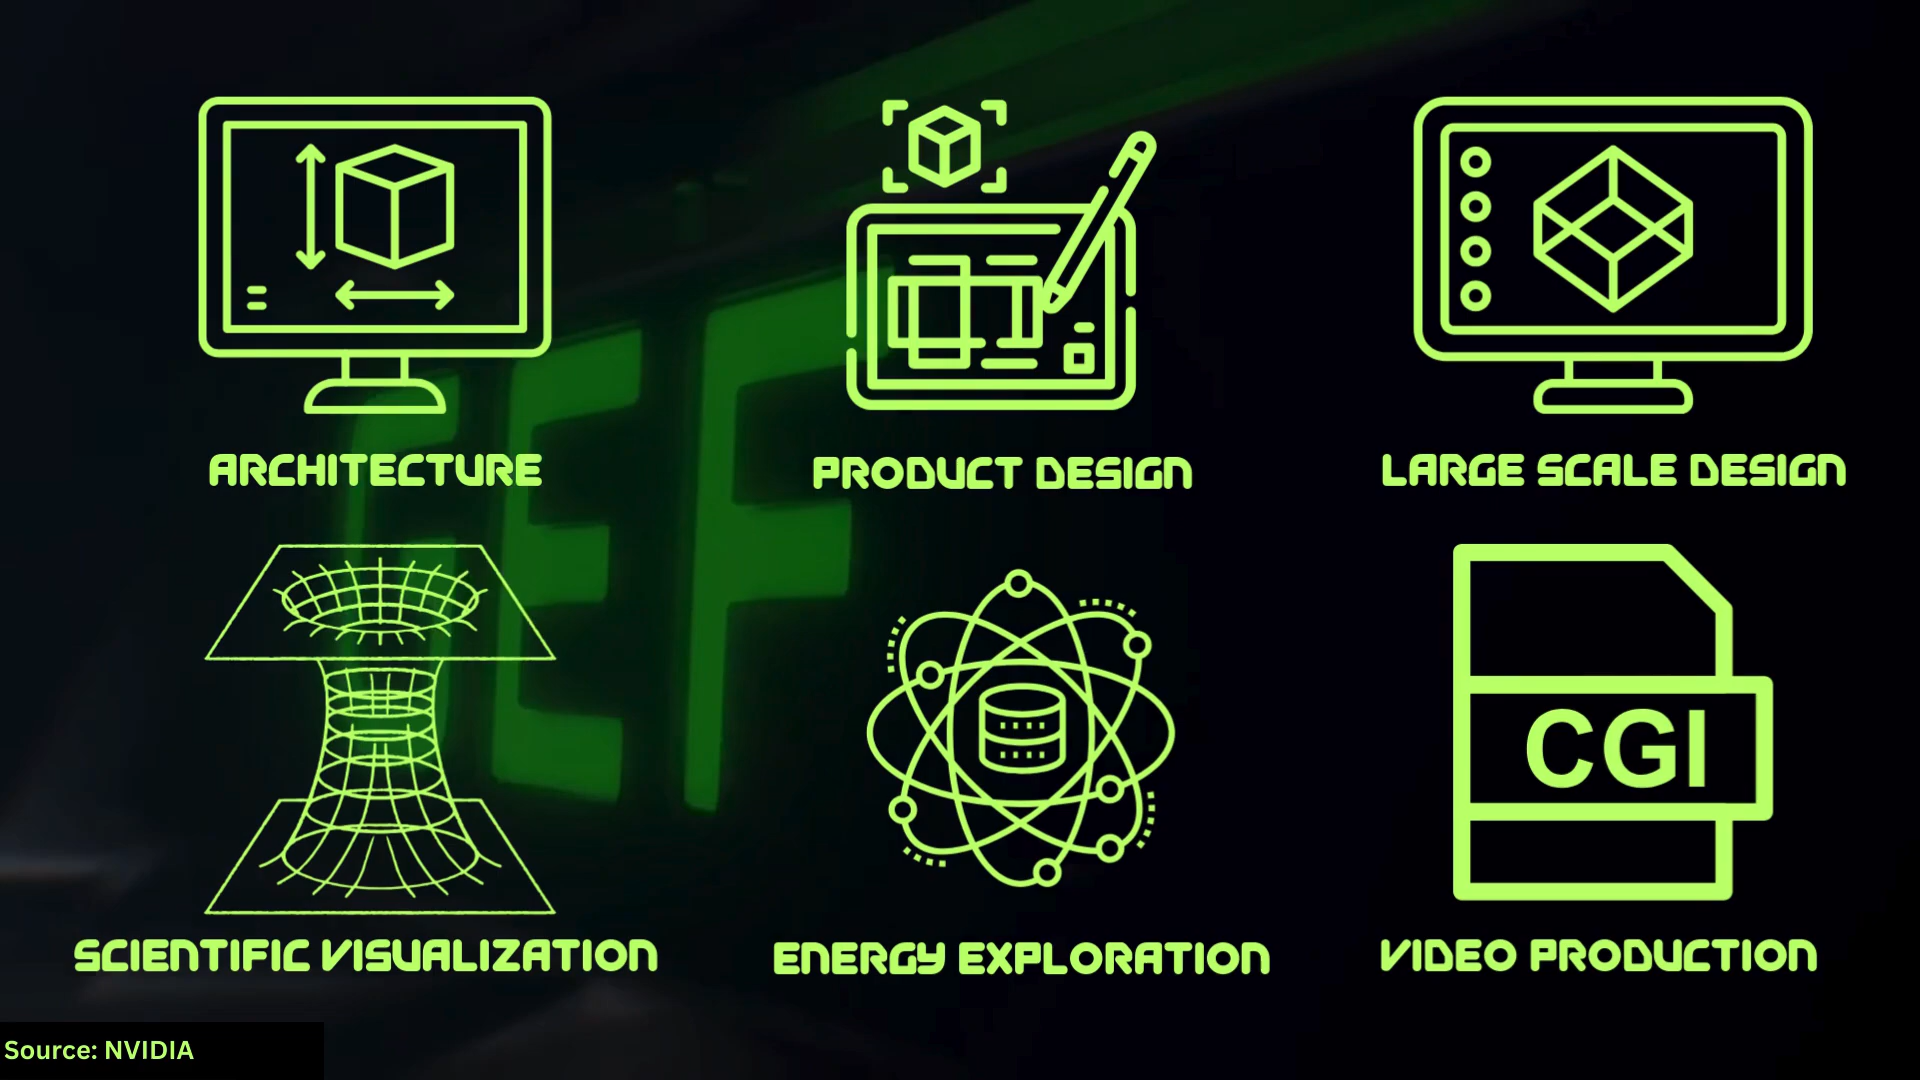 ARCHITECTURE
PRODUCT DESIGN
LARGE SCALE DESIGN
CGI
SCIENTIFIC VISUALIZATION
ENERGY EXPLORATION
VIDEO PRODUCTION
Source: NVIDIA